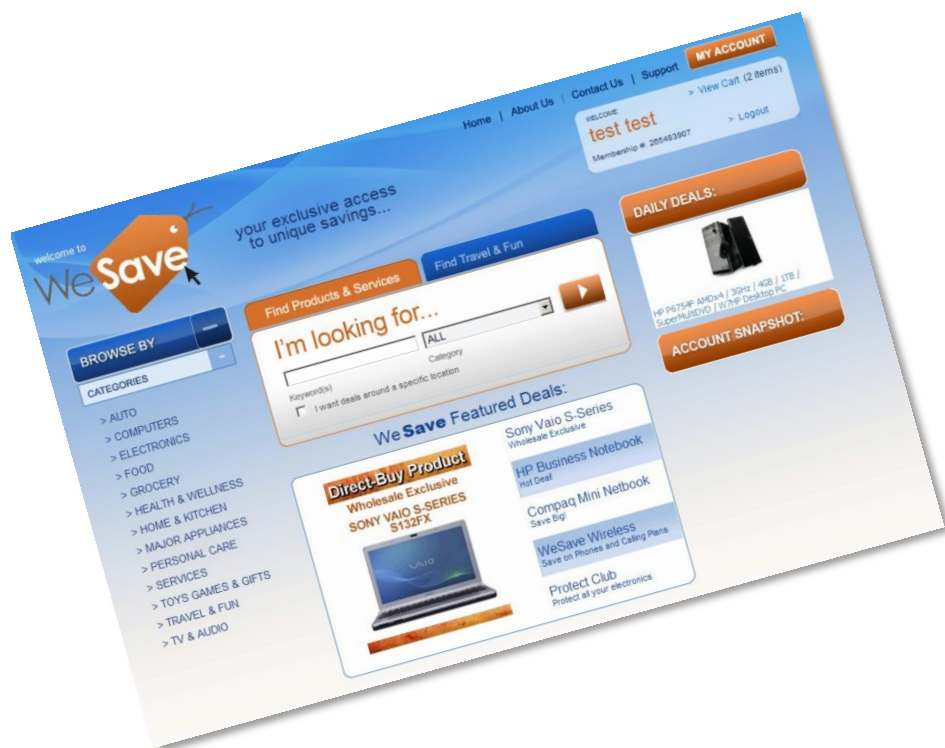 MY ACCOUNT
Home | About Us | Contact Us | Support
WELCOME:
> View Cart (2 items)
test test
> Logout
Membership #: 265483907
welcome to
WeSave
your exclusive access
to unique savings...
Find Products & Services
Find Travel & Fun
I'm looking for...
ALL
Keyword(s)
Category
I want deals around a specific location
DAILY DEALS:
HP P6754F AMDx4 / 3GHz / 4GB / 1TB /
SuperMultiDVD / W7HP Desktop PC
ACCOUNT SNAPSHOT:
BROWSE BY
CATEGORIES
> AUTO
> COMPUTERS
> ELECTRONICS
> FOOD
> GROCERY
> HEALTH & WELLNESS
> HOME & KITCHEN
> MAJOR APPLIANCES
> PERSONAL CARE
> SERVICES
> TOYS GAMES & GIFTS
> TRAVEL & FUN
> TV & AUDIO
WeSave Featured Deals:
Direct-Buy Product
Wholesale Exclusive
SONY VAIO S-SERIES
S132FX
VAIO
Sony Vaio S-Series
Wholesale Exclusive
HP Business Notebook
Hot Deal!
Compaq Mini Netbook
Save Big!
WeSave Wireless
Save on Phones and Calling Plans
Protect Club
Protect all your electronics